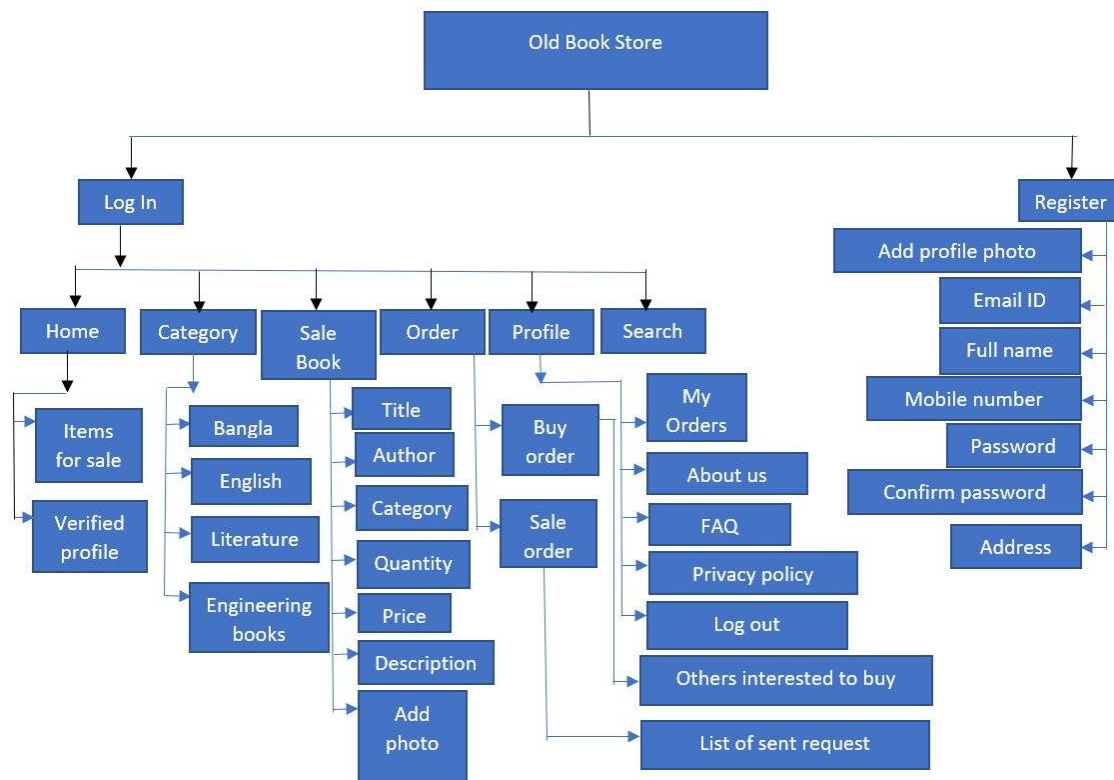 Old Book Store
Log In
Register
Home
Category
Sale
Book
Order
Profile
Search
Items
for sale
Verified
profile
Bangla
English
Literature
Engineering
books
Title
Author
Category
Quantity
Price
Description
Add
photo
Buy
order
Sale
order
My
Orders
About us
FAQ
Privacy policy
Log out
Others interested to buy
List of sent request
Add profile photo
Email ID
Full name
Mobile number
Password
Confirm password
Address